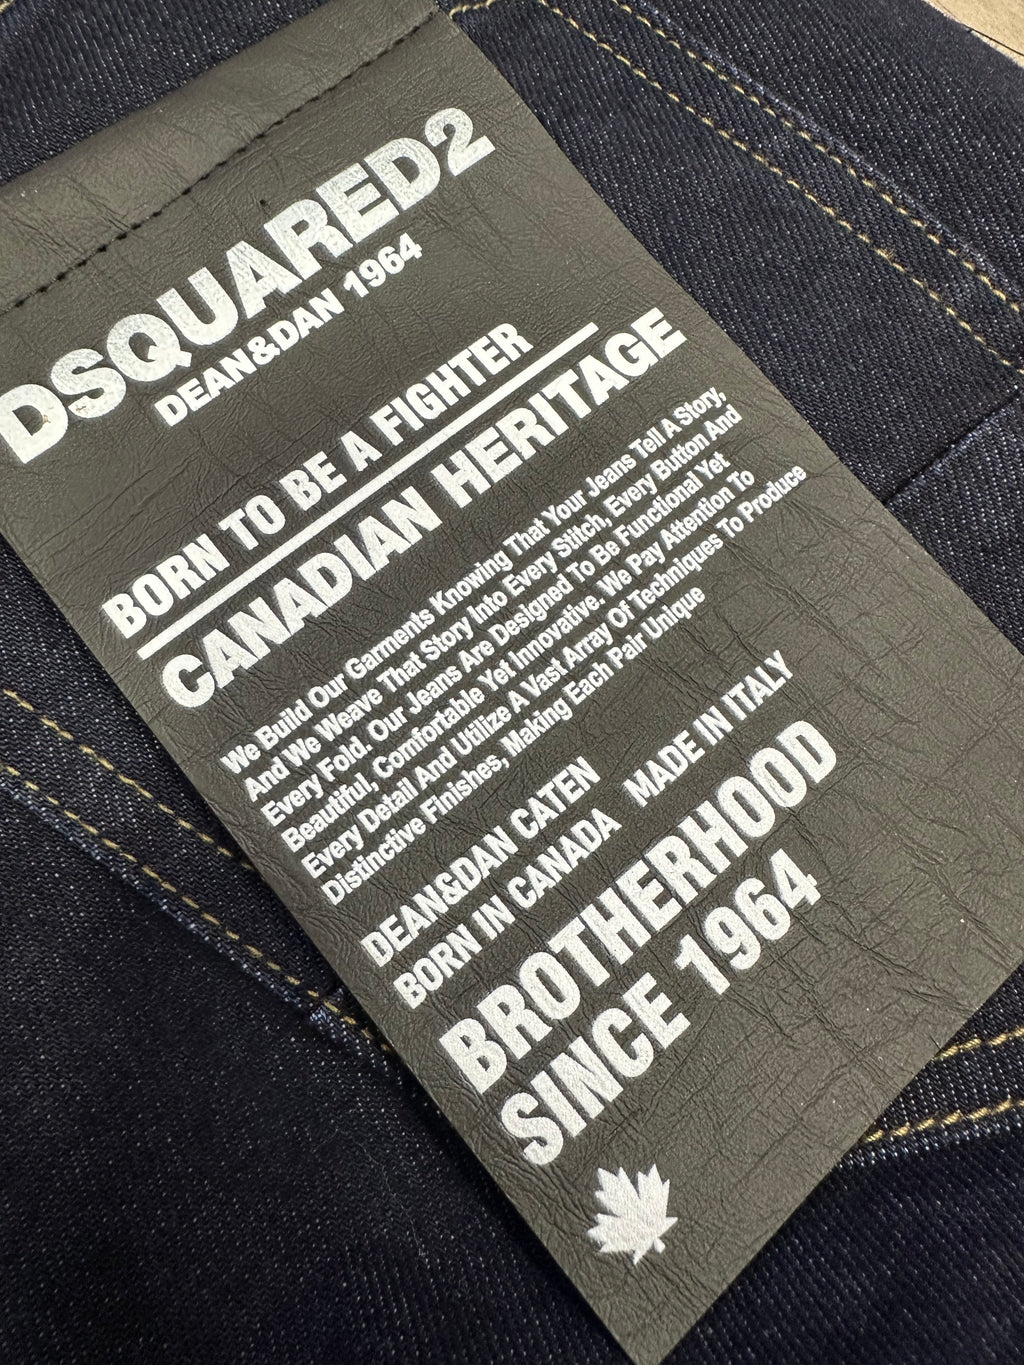 DSQUARED2
DEAN&DAN 1964
BORN TO BE A FIGHTER
CANADIAN HERITAGE
We Build Our Garments Knowing That Your Jeans Tell A Story,
And We Weave That Story Into Every Stitch, Every Button And
Every Fold. Our Jeans Are Designed To Be Functional Yet
Beautiful, Comfortable Yet Innovative. We Pay Attention To
Every Detail And Utilize A Vast Array Of Techniques To Produce
Distinctive Finishes, Making Each Pair Unique
DEAN&DAN CATEN
BORN IN CANADA MADE IN ITALY
BROTHERHOOD
SINCE 1964